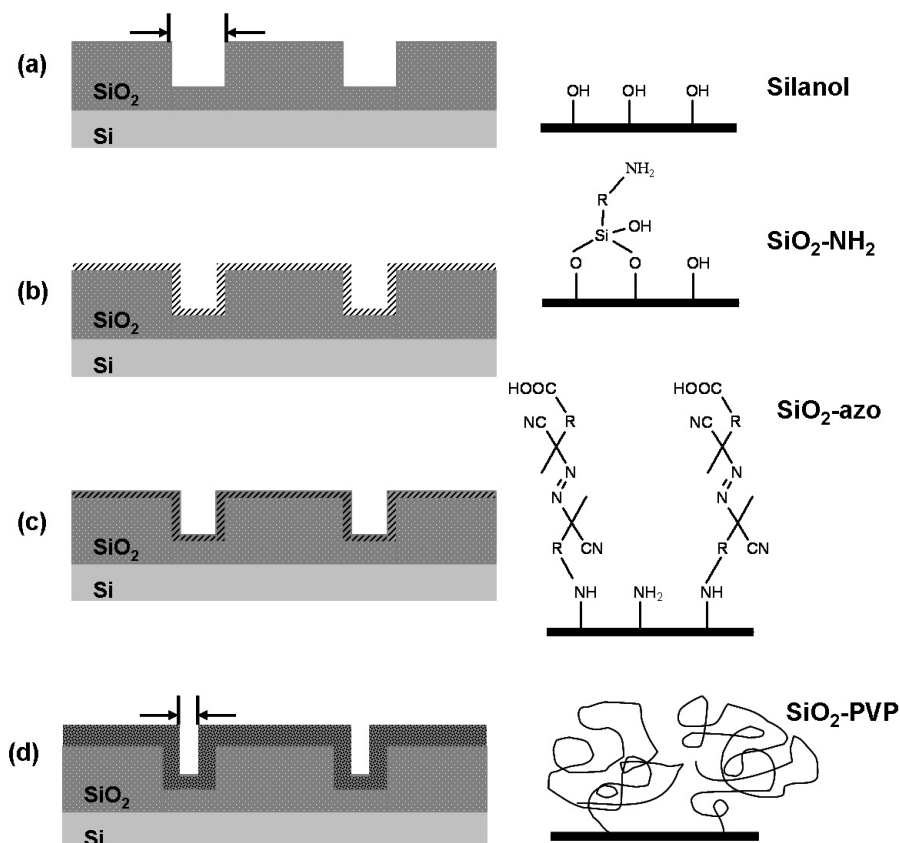 (a)
SiO₂
Si
OH OH OH
Silanol
NH₂
R
Si OH
O O OH
SiO₂-NH₂
(b)
SiO₂
Si
HOOC HOOC
NC R NC R
N N
N N
R CN R CN
NH NH₂ NH
SiO₂-azo
(c)
SiO₂
Si
(d)
SiO₂
Si
SiO₂-PVP